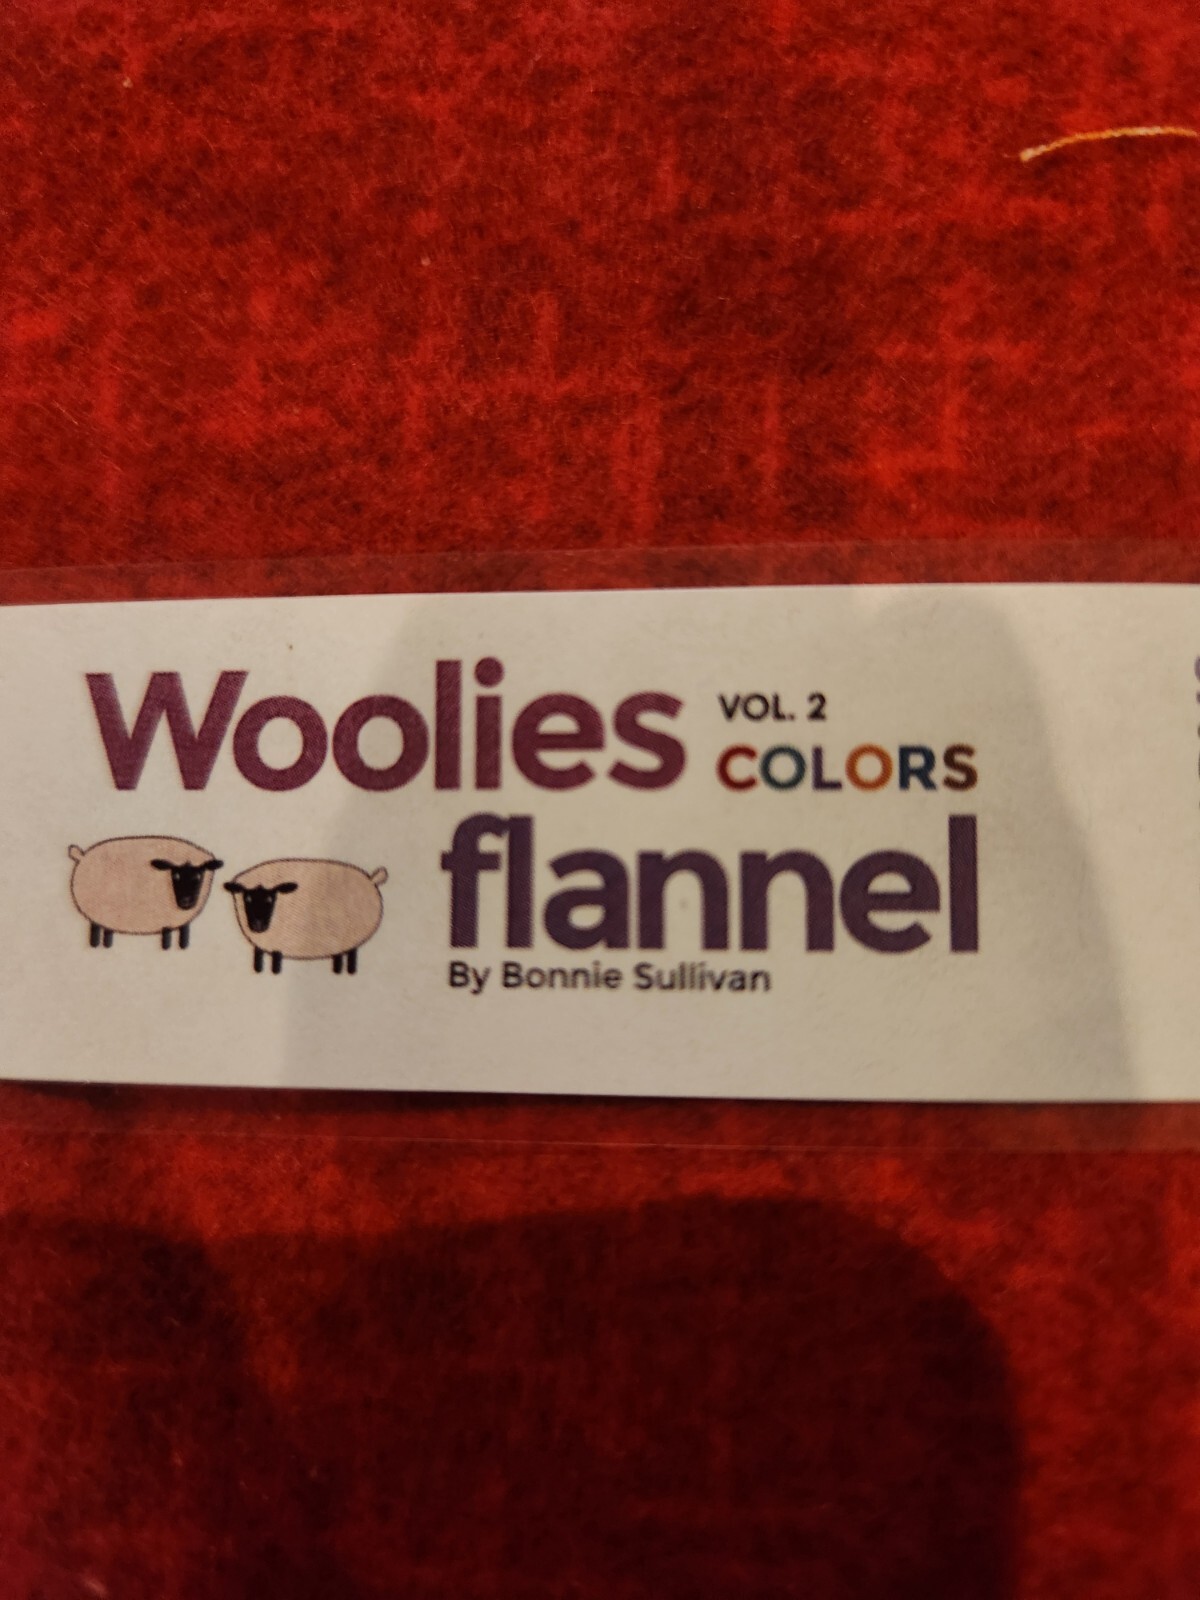 Woolies
VOL. 2
COLORS
flannel
By Bonnie Sullivan